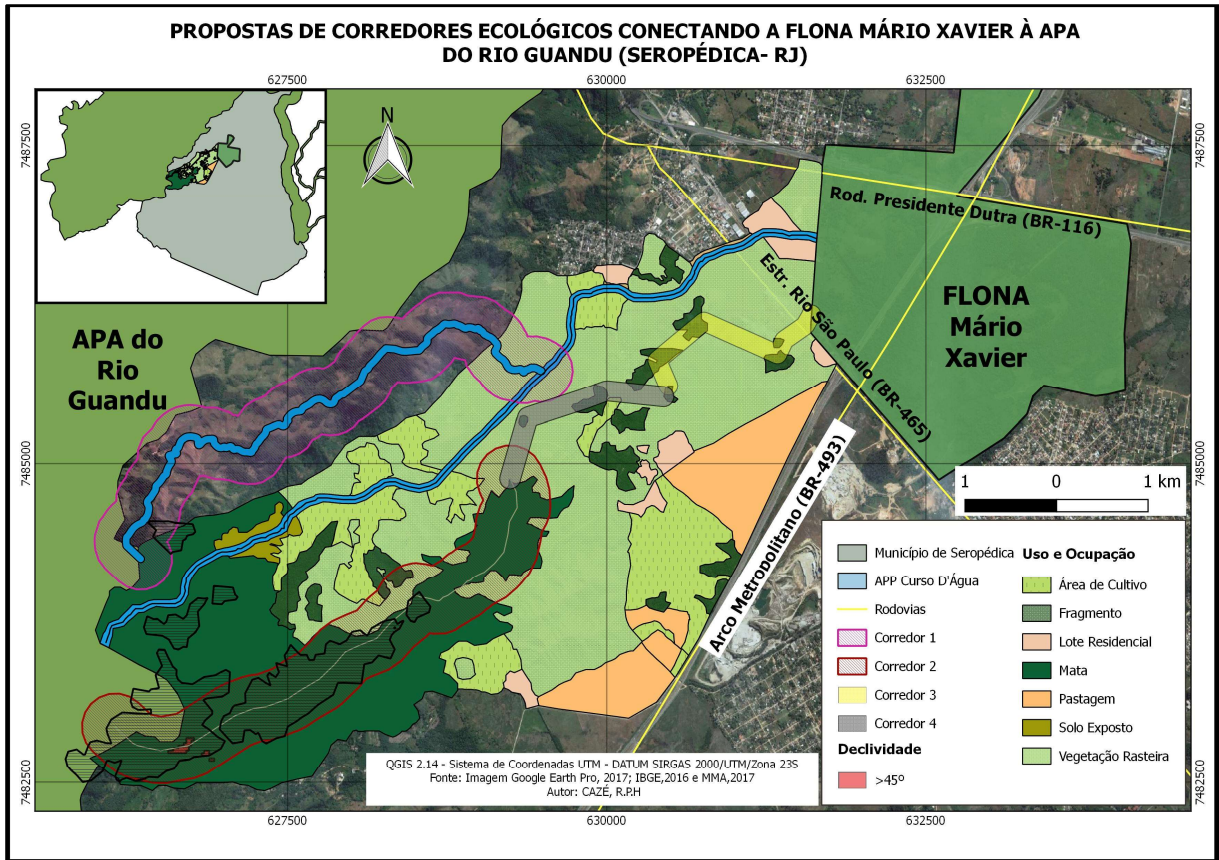 PROPOSTAS DE CORREDORES ECOLÓGICOS CONECTANDO A FLONA MÁRIO XAVIER À APA
DO RIO GUANDU (SEROPÉDICA- RJ)
627500
630000
632500
7487500
7487500
N
Rod. Presidente Dutra (BR-116)
Estr. Rio São Paulo (BR-465)
FLONA
Mário
Xavier
APA do
Rio
Guandu
7485000
7485000
Arco Metropolitano (BR-493)
1
0
1 km
Município de Seropédica
APP Curso D'Água
Rodovias
Corredor 1
Corredor 2
Corredor 3
Corredor 4
Declividade
>45º
Uso e Ocupação
Área de Cultivo
Fragmento
Lote Residencial
Mata
Pastagem
Solo Exposto
Vegetação Rasteira
QGIS 2.14 - Sistema de Coordenadas UTM - DATUM SIRGAS 2000/UTM/Zona 23S
Fonte: Imagem Google Earth Pro, 2017; IBGE,2016 e MMA,2017
Autor: CAZÉ, R.P.H
7482500
7482500
627500
630000
632500